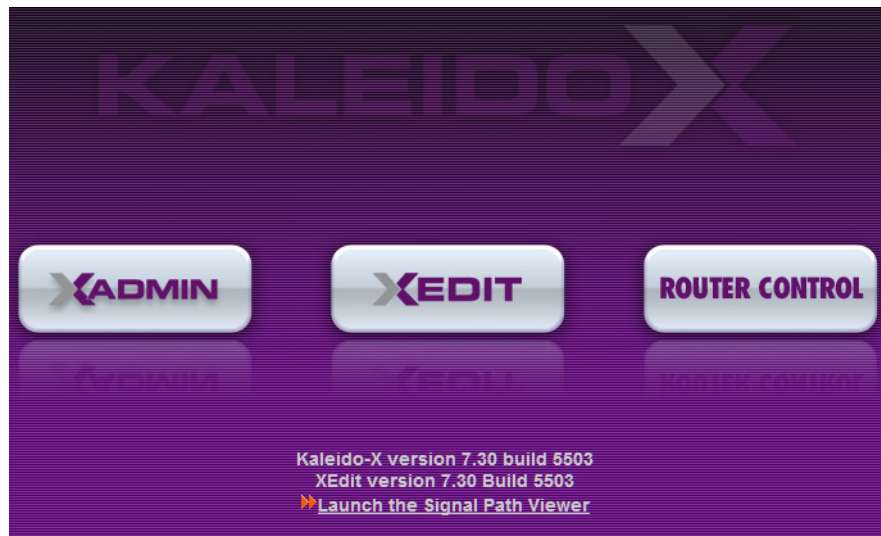 KALEIDOX
XADMIN
XEDIT
ROUTER CONTROL
Kaleido-X version 7.30 build 5503
XEdit version 7.30 Build 5503
Launch the Signal Path Viewer